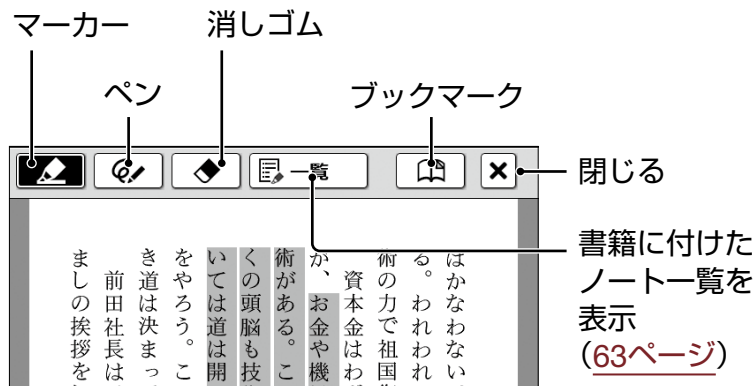 マーカー
消しゴム
ペン
ブックマーク
一覧
閉じる
書籍に付けた
ノート一覧を
表示
（63ページ）
はかなわない
る。われわれ
術の力で祖国
資本金はわ
か、お金や機
術がある。こ
くの頭脳も技
いては道は開
をやろう。こ
き道は決まっ
前田社長は
ましの挨拶を